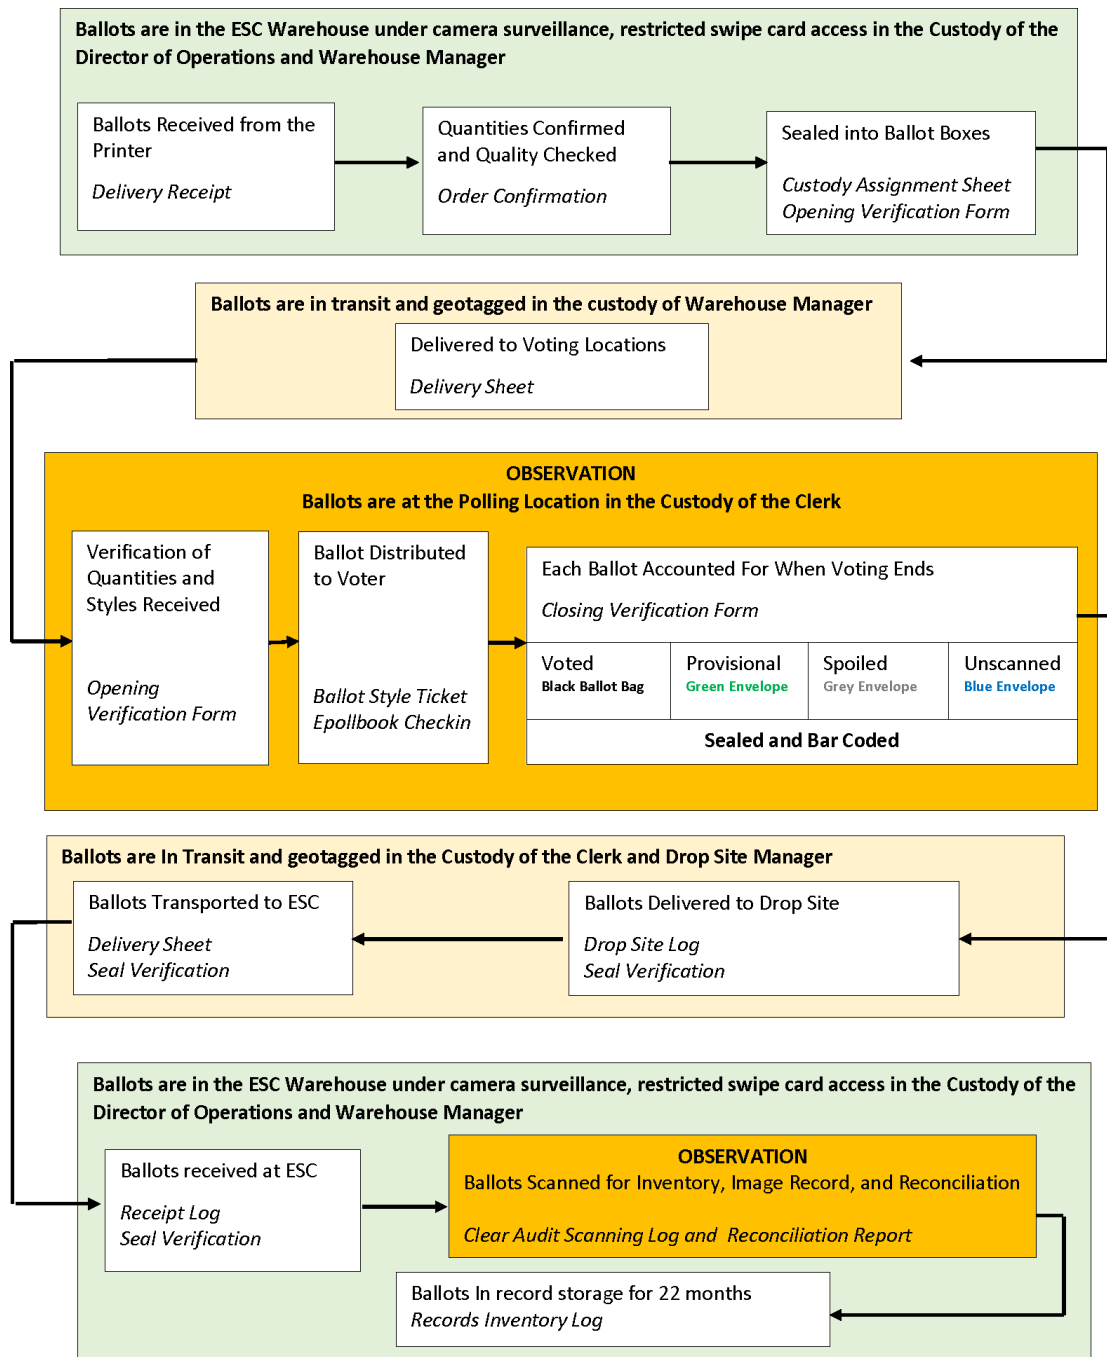 Ballots are in the ESC Warehouse under camera surveillance, restricted swipe card access in the Custody of the
Director of Operations and Warehouse Manager
Ballots Received from the
Printer
Delivery Receipt
Quantities Confirmed
and Quality Checked
Order Confirmation
Sealed into Ballot Boxes
Custody Assignment Sheet
Opening Verification Form
Ballots are in transit and geotagged in the custody of Warehouse Manager
Delivered to Voting Locations
Delivery Sheet
OBSERVATION
Ballots are at the Polling Location in the Custody of the Clerk
Verification of
Quantities and
Styles Received
Opening
Verification Form
Ballot Distributed
to Voter
Ballot Style Ticket
Epollbook Checkin
Each Ballot Accounted For When Voting Ends
Closing Verification Form
Voted
Black Ballot Bag
Provisional
Green Envelope
Spoiled
Grey Envelope
Unscanned
Blue Envelope
Sealed and Bar Coded
Ballots are In Transit and geotagged in the Custody of the Clerk and Drop Site Manager
Ballots Transported to ESC
Delivery Sheet
Seal Verification
Ballots Delivered to Drop Site
Drop Site Log
Seal Verification
Ballots are in the ESC Warehouse under camera surveillance, restricted swipe card access in the Custody of the
Director of Operations and Warehouse Manager
Ballots received at ESC
Receipt Log
Seal Verification
OBSERVATION
Ballots Scanned for Inventory, Image Record, and Reconciliation
Clear Audit Scanning Log and  Reconciliation Report
Ballots In record storage for 22 months
Records Inventory Log